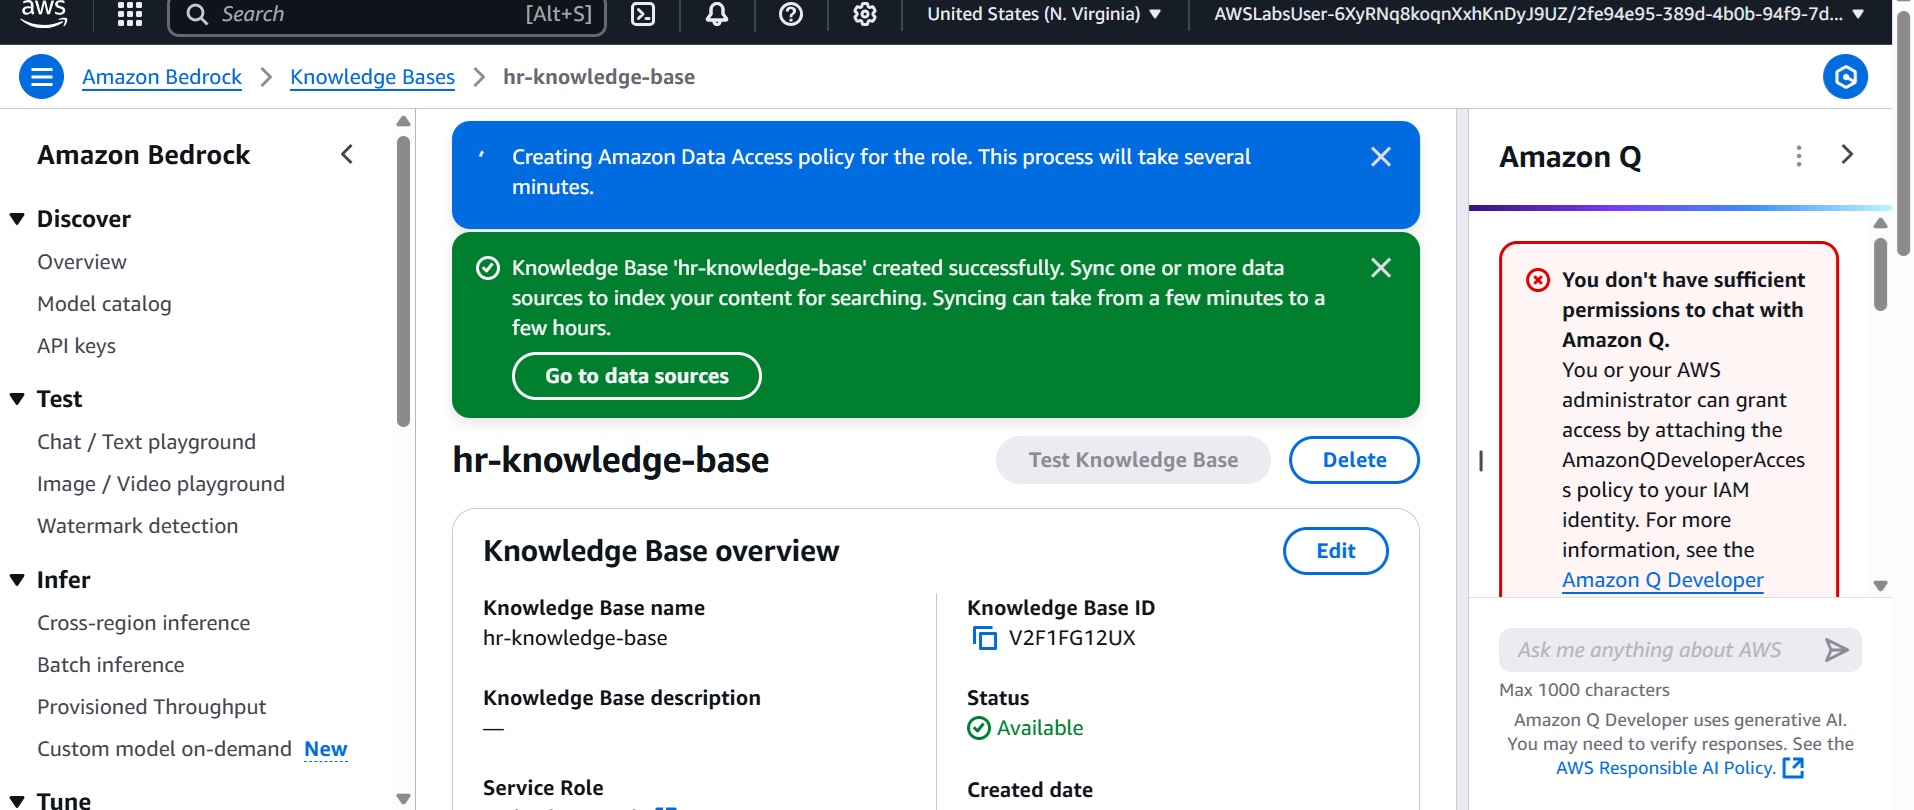 aws
Search
[Alt+S]
United States (N. Virginia)
AWSLabsUser-6XyRNq8koqnXxhKnDyJ9UZ/2fe94e95-389d-4b0b-94f9-7d...
Amazon Bedrock
Knowledge Bases
hr-knowledge-base
Amazon Bedrock
Discover
Overview
Model catalog
API keys
Test
Chat / Text playground
Image / Video playground
Watermark detection
Infer
Cross-region inference
Batch inference
Provisioned Throughput
Custom model on-demand New
Tune
Creating Amazon Data Access policy for the role. This process will take several
minutes.
Knowledge Base 'hr-knowledge-base' created successfully. Sync one or more data
sources to index your content for searching. Syncing can take from a few minutes to a
few hours.
Go to data sources
hr-knowledge-base
Test Knowledge Base
Delete
Knowledge Base overview
Edit
Knowledge Base name
hr-knowledge-base
Knowledge Base description
—
Service Role
Knowledge Base ID
V2F1FG12UX
Status
Available
Created date
Amazon Q
You don't have sufficient
permissions to chat with
Amazon Q.
You or your AWS
administrator can grant
access by attaching the
AmazonQDeveloperAcces
s policy to your IAM
identity. For more
information, see the
Amazon Q Developer
Ask me anything about AWS
Max 1000 characters
Amazon Q Developer uses generative AI.
You may need to verify responses. See the
AWS Responsible AI Policy.